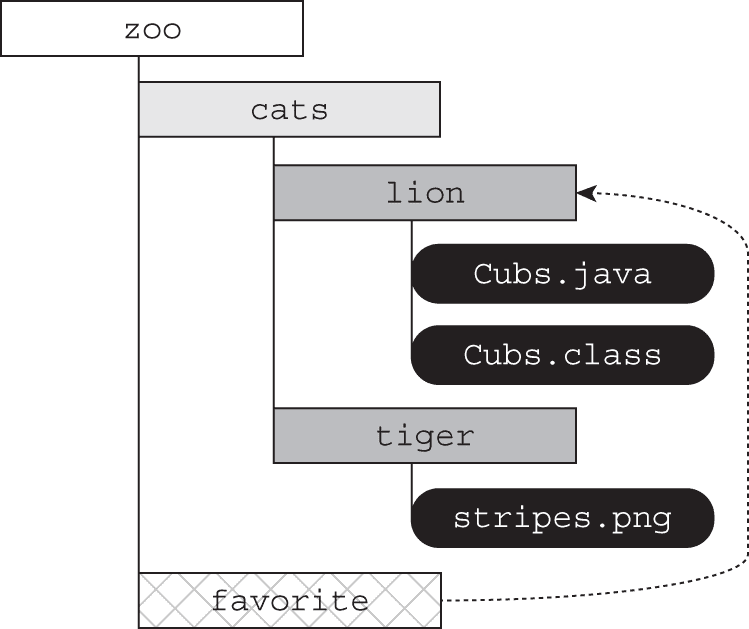 zoo
cats
lion
Cubs.java
Cubs.class
tiger
stripes.png
favorite